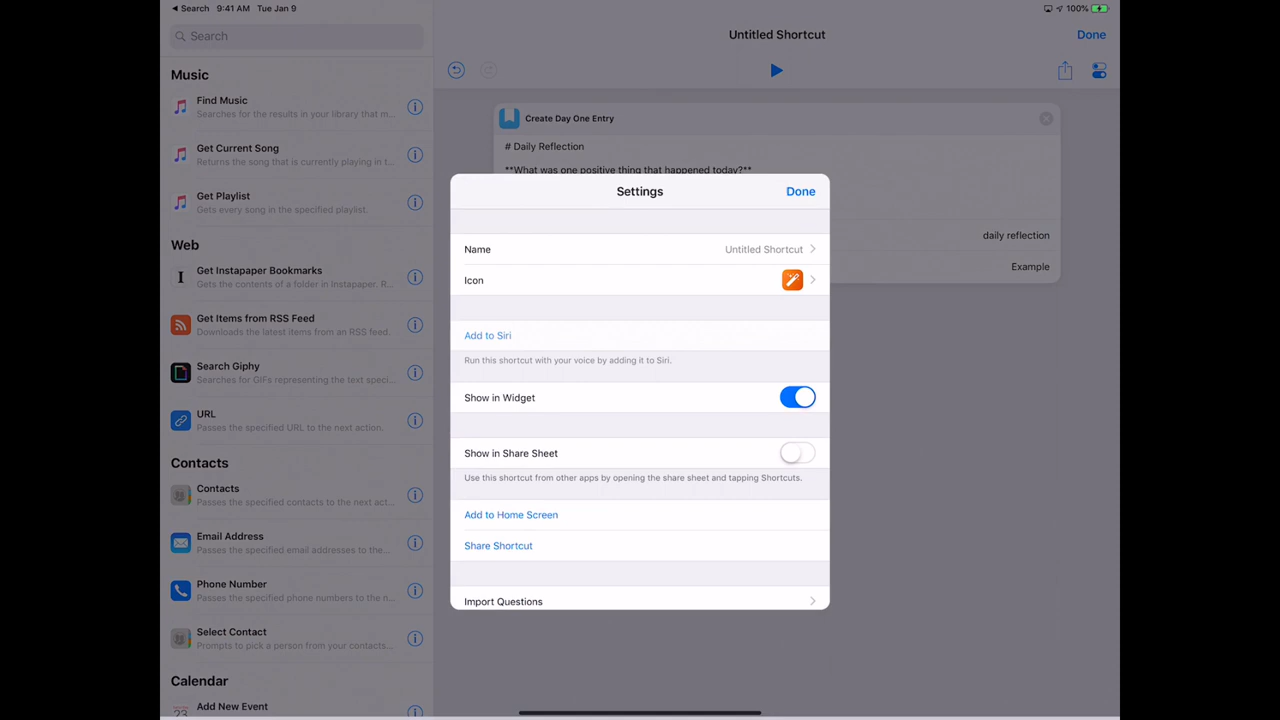 Search 9:41 AM Tue Jan 9
100%
Search
Music
Find Music
Searches for the results in your library that m...
Get Current Song
Returns the song that is currently playing in t...
Get Playlist
Gets every song in the specified playlist.
Web
Get Instapaper Bookmarks
Gets the contents of a folder in Instapaper. R...
Get Items from RSS Feed
Downloads the latest items from an RSS feed.
Search Giphy
Searches for GIFs representing the text speci...
URL
Passes the specified URL to the next action.
Contacts
Contacts
Passes the specified contacts to the next act...
Email Address
Passes the specified email addresses to the...
Phone Number
Passes the specified phone numbers to the n...
Select Contact
Prompts to pick a person from your contacts...
Calendar
Add New Event
23
Untitled Shortcut
Done
Create Day One Entry
# Daily Reflection
**What was one positive thing that happened today?**
daily reflection
Example
Settings
Done
Name Untitled Shortcut
Icon
Add to Siri
Run this shortcut with your voice by adding it to Siri.
Show in Widget
Show in Share Sheet
Use this shortcut from other apps by opening the share sheet and tapping Shortcuts.
Add to Home Screen
Share Shortcut
Import Questions